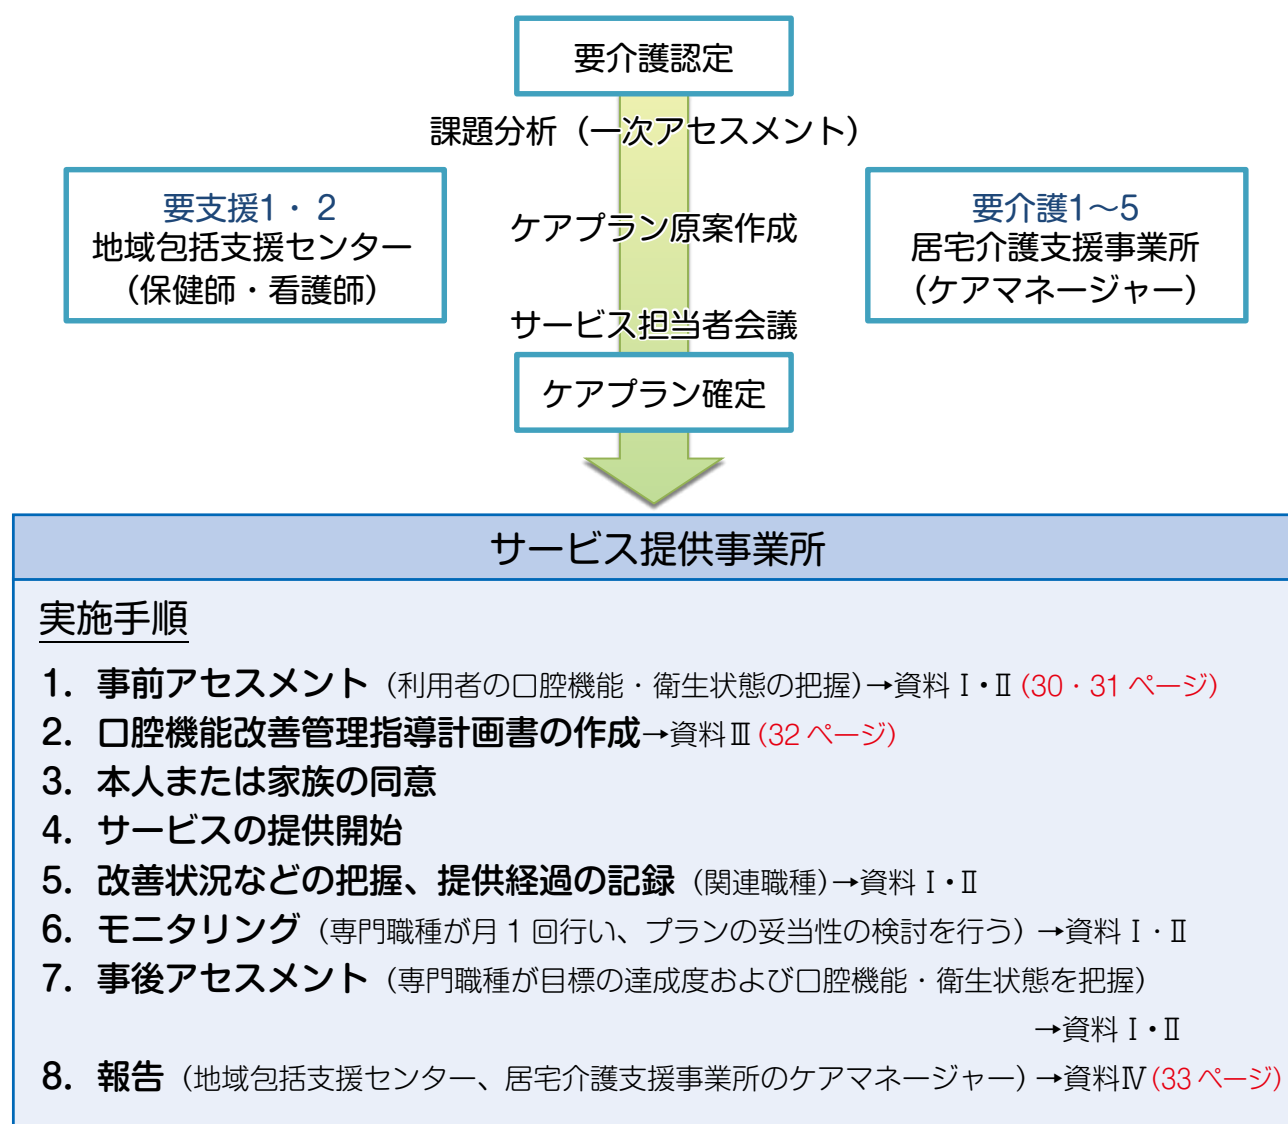 要介護認定
課題分析（一次アセスメント）
要支援1・2
地域包括支援センター
（保健師・看護師）
ケアプラン原案作成
要介護1～5
居宅介護支援事業所
（ケアマネージャー）
サービス担当者会議
ケアプラン確定
サービス提供事業所
実施手順
1．事前アセスメント（利用者の口腔機能・衛生状態の把握）→資料Ⅰ・Ⅱ（30・31ページ）
2．口腔機能改善管理指導計画書の作成→資料Ⅲ（32ページ）
3．本人または家族の同意
4．サービスの提供開始
5．改善状況などの把握、提供経過の記録（関連職種）→資料Ⅰ・Ⅱ
6．モニタリング（専門職種が月1回行い、プランの妥当性の検討を行う）→資料Ⅰ・Ⅱ
7．事後アセスメント（専門職種が目標の達成度および口腔機能・衛生状態を把握）
→資料Ⅰ・Ⅱ
8．報告（地域包括支援センター、居宅介護支援事業所のケアマネージャー）→資料Ⅳ（33ページ）